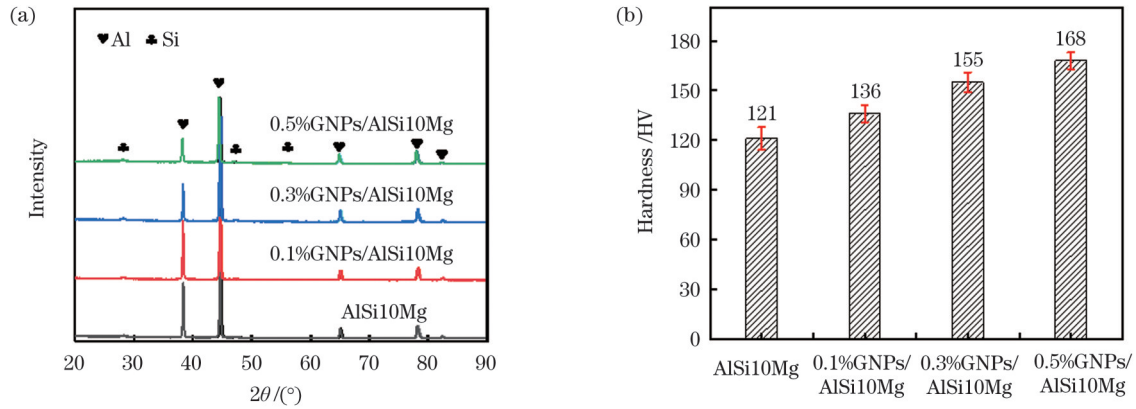 (a)
Al Si
0.5%GNPs/AlSi10Mg
0.3%GNPs/AlSi10Mg
0.1%GNPs/AlSi10Mg
AlSi10Mg
Intensity
20 30 40 50 60 70 80 90
2θ/(°)
(b)
180
150
120
90
60
30
0
Hardness /HV
121
136
155
168
AlSi10Mg
0.1%GNPs/
AlSi10Mg
0.3%GNPs/
AlSi10Mg
0.5%GNPs/
AlSi10Mg